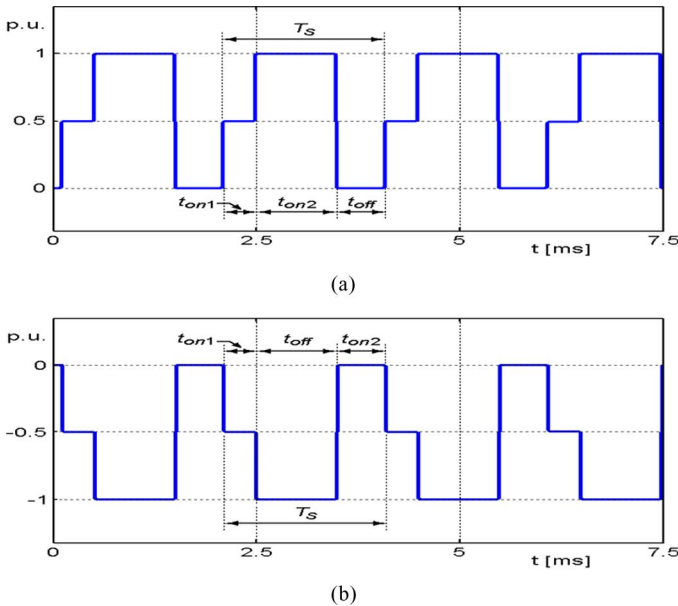 p.u.
T_S
1
0.5
0
t_on1 t_on2 t_off
0 2.5 5 7.5
t [ms]
(a)
p.u.
t_on1 t_off t_on2
0
-0.5
-1
T_S
0 2.5 5 7.5
t [ms]
(b)